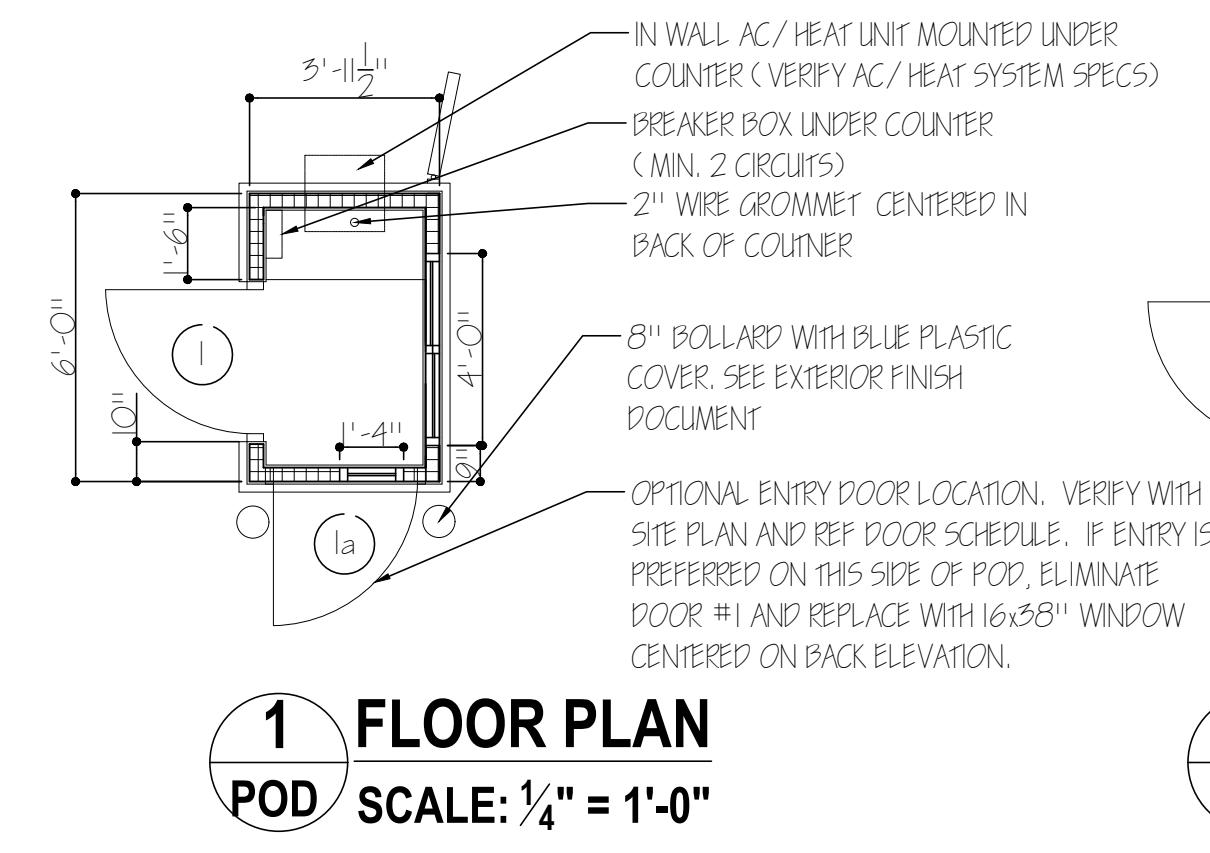 3'-11 1/2"
IN WALL AC/ HEAT UNIT MOUNTED UNDER
COUNTER ( VERIFY AC/ HEAT SYSTEM SPECS)
BREAKER BOX UNDER COUNTER
( MIN. 2 CIRCUITS)
2" WIRE GROMMET CENTERED IN
BACK OF COUTNER
1'-6"
6'-0"
1
4'-0"
10"
1'-4"
9"
8" BOLLARD WITH BLUE PLASTIC
COVER. SEE EXTERIOR FINISH
DOCUMENT
1a
OPTIONAL ENTRY DOOR LOCATION. VERIFY WITH
SITE PLAN AND REF DOOR SCHEDULE. IF ENTRY IS
PREFERRED ON THIS SIDE OF POD, ELIMINATE
DOOR #1 AND REPLACE WITH 16x38" WINDOW
CENTERED ON BACK ELEVATION.
1
POD
FLOOR PLAN
SCALE: 1⁄4" = 1'-0"